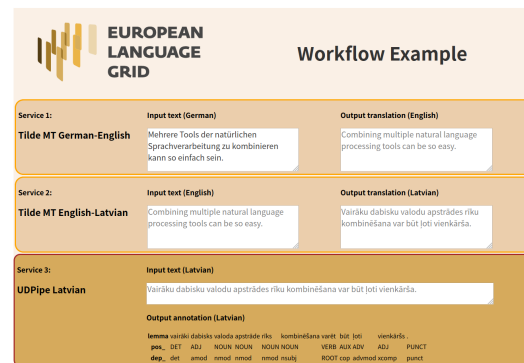 EUROPEAN
LANGUAGE
GRID
Workflow Example
Service 1:
Input text (German)
Output translation (English)
Tilde MT German-English
Mehrere Tools der natürlichen
Sprachverarbeitung zu kombinieren
kann so einfach sein.
Combining multiple natural language
processing tools can be so easy.
Service 2:
Input text (English)
Output translation (Latvian)
Tilde MT English-Latvian
Combining multiple natural language
processing tools can be so easy.
Vairāku dabisku valodu apstrādes rīku
kombinēšana var būt ļoti vienkārša.
Service 3:
Input text (Latvian)
UDPipe Latvian
Vairāku dabisku valodu apstrādes rīku kombinēšana var būt ļoti vienkārša.
Output annotation (Latvian)
lemma vairāki dabisks valoda apstrāde rīks kombinēšana varēt būt ļoti vienkāršs .
pos_ DET ADJ NOUN NOUN NOUN NOUN VERB AUX ADV ADJ PUNCT
dep_ det amod nmod nmod nmod nsubj ROOT cop advmod xcomp punct